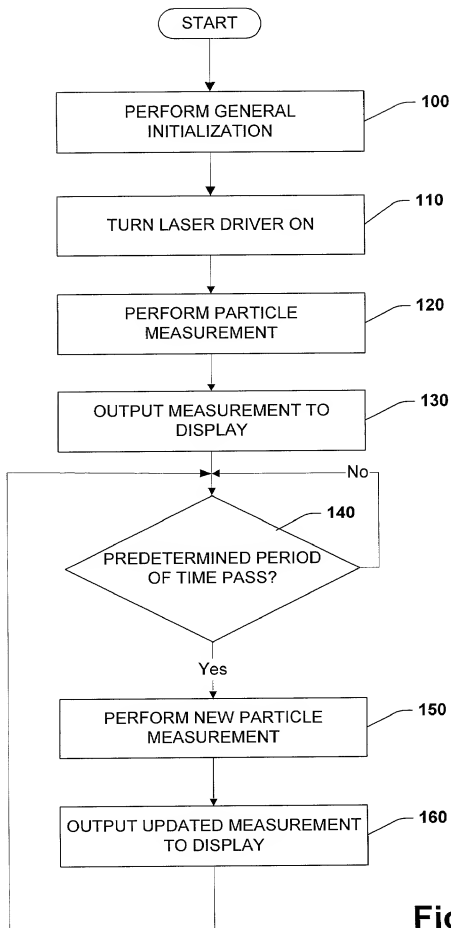 START
PERFORM GENERAL
INITIALIZATION
100
TURN LASER DRIVER ON
110
PERFORM PARTICLE
MEASUREMENT
120
OUTPUT MEASUREMENT TO
DISPLAY
130
No
140
PREDETERMINED PERIOD
OF TIME PASS?
Yes
PERFORM NEW PARTICLE
MEASUREMENT
150
OUTPUT UPDATED MEASUREMENT
TO DISPLAY
160